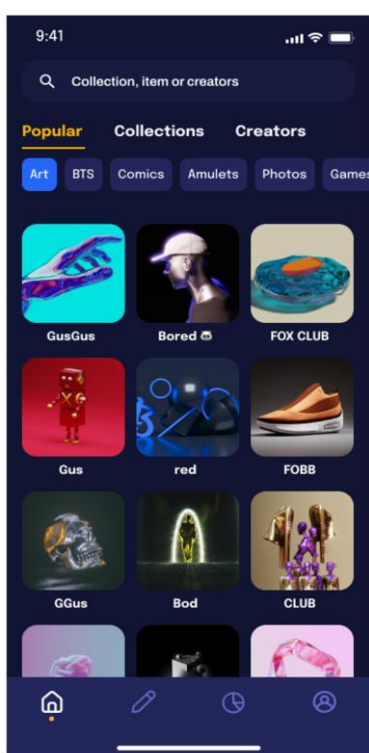 9:41
Collection, item or creators
Popular Collections Creators
Art BTS Comics Amulets Photos Games
GusGus Bored FOX CLUB
Gus red FOBB
GGus Bod CLUB